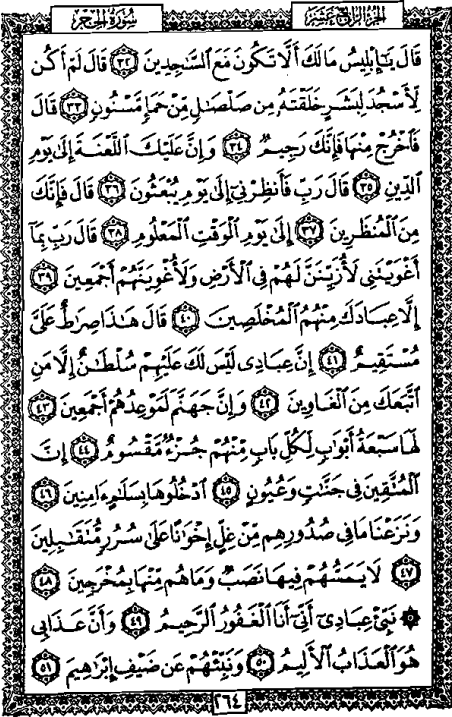 سُورَةُ الحِجْر
الجُزْءُ الرَّابِعَ عَشَرَ
قَالَ يَٰٓإِبۡلِيسُ مَا لَكَ أَلَّا تَكُونَ مَعَ ٱلسَّٰجِدِينَ ٣٢ قَالَ لَمۡ أَكُن
لِّأَسۡجُدَ لِبَشَرٍ خَلَقۡتَهُۥ مِن صَلۡصَٰلٖ مِّنۡ حَمَإٖ مَّسۡنُونٖ ٣٣ قَالَ
فَٱخۡرُجۡ مِنۡهَا فَإِنَّكَ رَجِيمٞ ٣٤ وَإِنَّ عَلَيۡكَ ٱللَّعۡنَةَ إِلَىٰ يَوۡمِ
ٱلدِّينِ ٣٥ قَالَ رَبِّ فَأَنظِرۡنِيٓ إِلَىٰ يَوۡمِ يُبۡعَثُونَ ٣٦ قَالَ فَإِنَّكَ
مِنَ ٱلۡمُنظَرِينَ ٣٧ إِلَىٰ يَوۡمِ ٱلۡوَقۡتِ ٱلۡمَعۡلُومِ ٣٨ قَالَ رَبِّ بِمَآ
أَغۡوَيۡتَنِي لَأُزَيِّنَنَّ لَهُمۡ فِي ٱلۡأَرۡضِ وَلَأُغۡوِيَنَّهُمۡ أَجۡمَعِينَ ٣٩
إِلَّا عِبَادَكَ مِنۡهُمُ ٱلۡمُخۡلَصِينَ ٤٠ قَالَ هَٰذَا صِرَٰطٌ عَلَيَّ
مُسۡتَقِيمٌ ٤١ إِنَّ عِبَادِي لَيۡسَ لَكَ عَلَيۡهِمۡ سُلۡطَٰنٌ إِلَّا مَنِ
ٱتَّبَعَكَ مِنَ ٱلۡغَاوِينَ ٤٢ وَإِنَّ جَهَنَّمَ لَمَوۡعِدُهُمۡ أَجۡمَعِينَ ٤٣
لَهَا سَبۡعَةُ أَبۡوَٰبٖ لِّكُلِّ بَابٖ مِّنۡهُمۡ جُزۡءٞ مَّقۡسُومٌ ٤٤ إِنَّ
ٱلۡمُتَّقِينَ فِي جَنَّٰتٖ وَعُيُونٍ ٤٥ ٱدۡخُلُوهَا بِسَلَٰمٍ ءَامِنِينَ ٤٦
وَنَزَعۡنَا مَا فِي صُدُورِهِم مِّنۡ غِلٍّ إِخۡوَٰنًا عَلَىٰ سُرُرٖ مُّتَقَٰبِلِينَ
٤٧ لَا يَمَسُّهُمۡ فِيهَا نَصَبٞ وَمَا هُم مِّنۡهَا بِمُخۡرَجِينَ ٤٨
۞ نَبِّئۡ عِبَادِيٓ أَنِّيٓ أَنَا ٱلۡغَفُورُ ٱلرَّحِيمُ ٤٩ وَأَنَّ عَذَابِي
هُوَ ٱلۡعَذَابُ ٱلۡأَلِيمُ ٥٠ وَنَبِّئۡهُمۡ عَن ضَيۡفِ إِبۡرَٰهِيمَ ٥١
٢٦٤